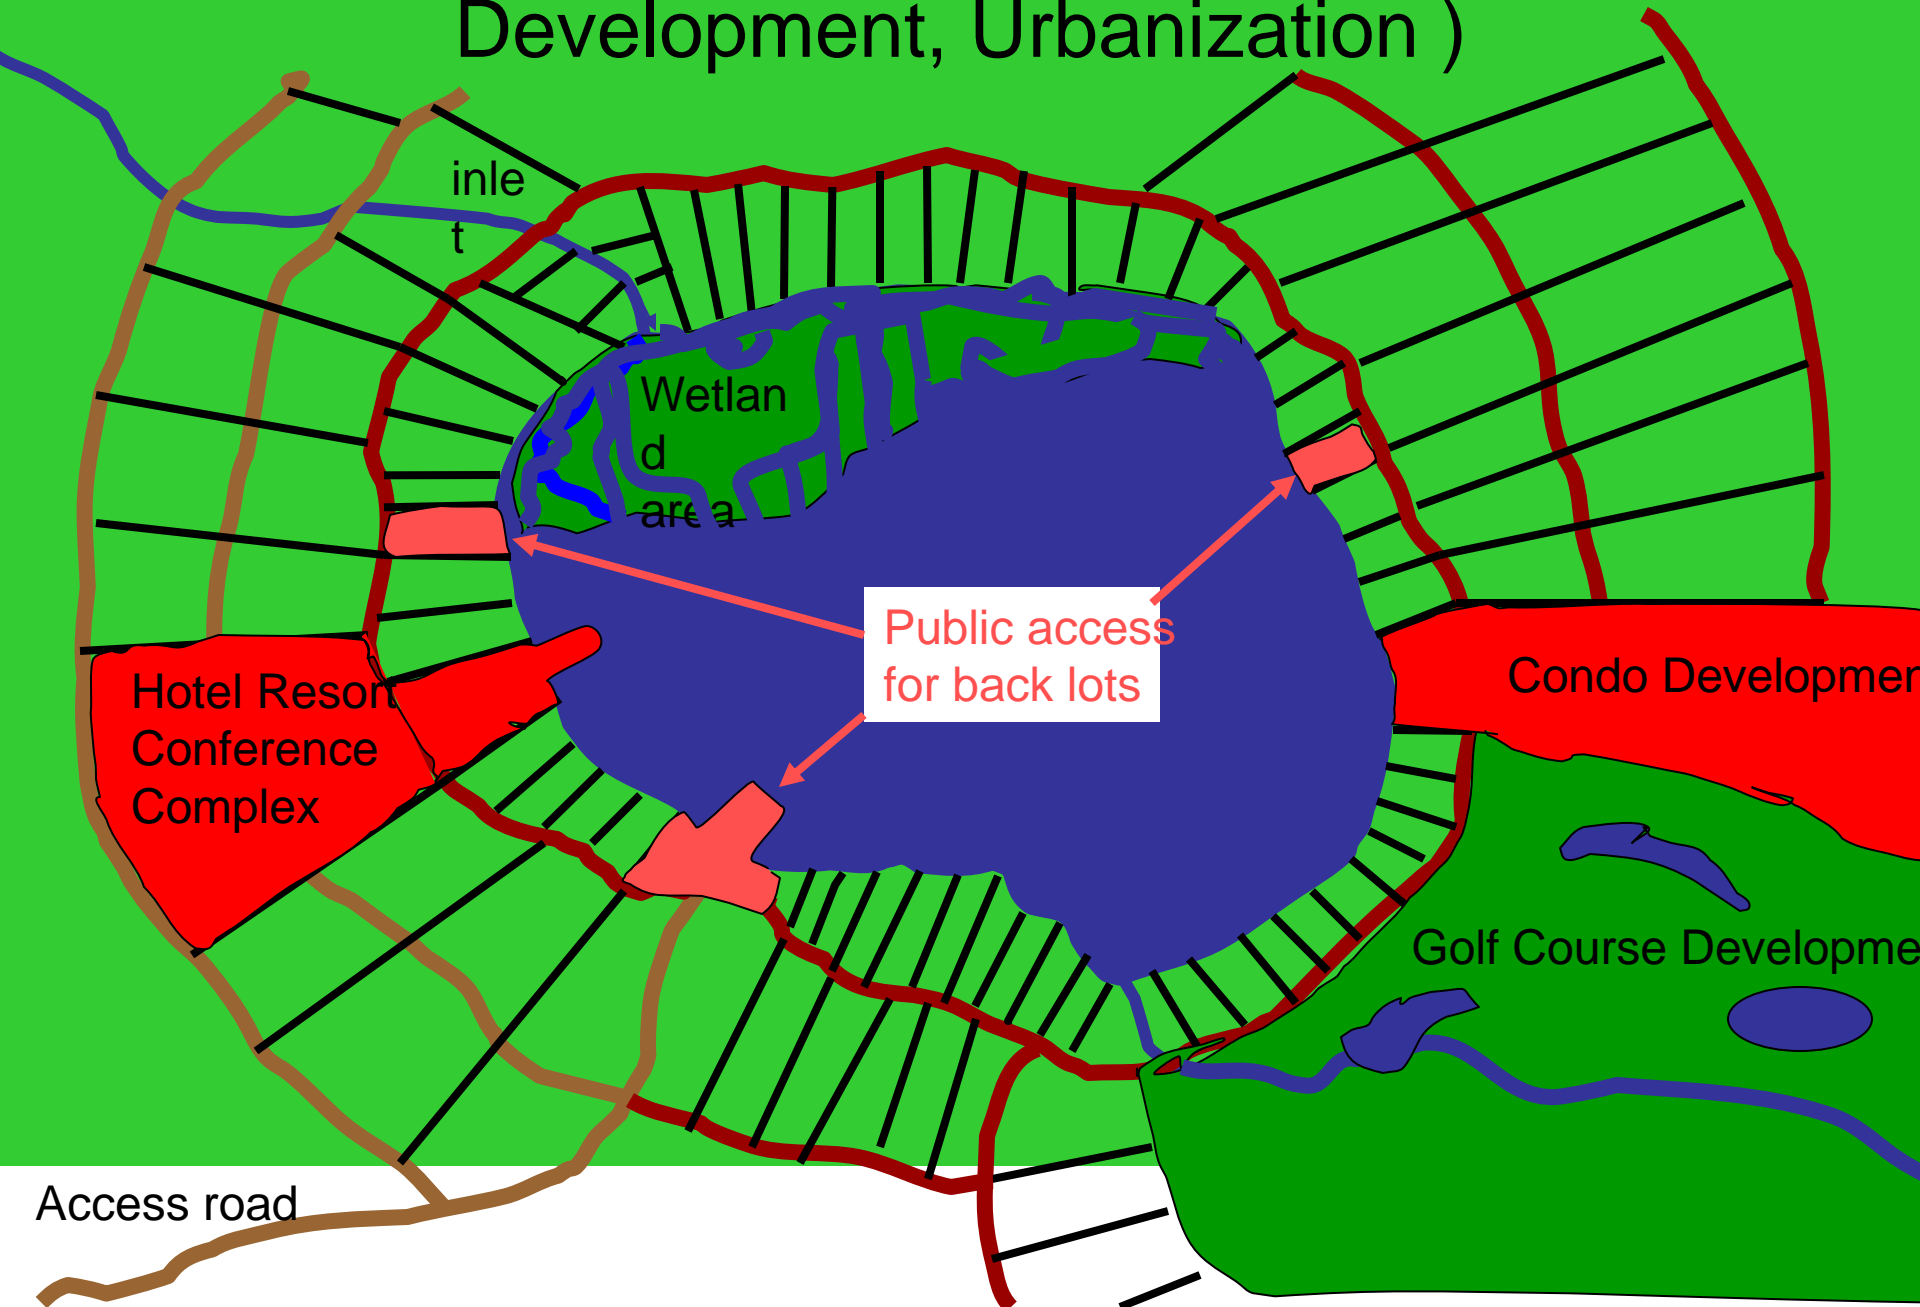 Development, Urbanization )
inle
t
Wetlan
d
area
Public access
for back lots
Hotel Resort
Conference
Complex
Condo Developmen
Golf Course Developme
Access road